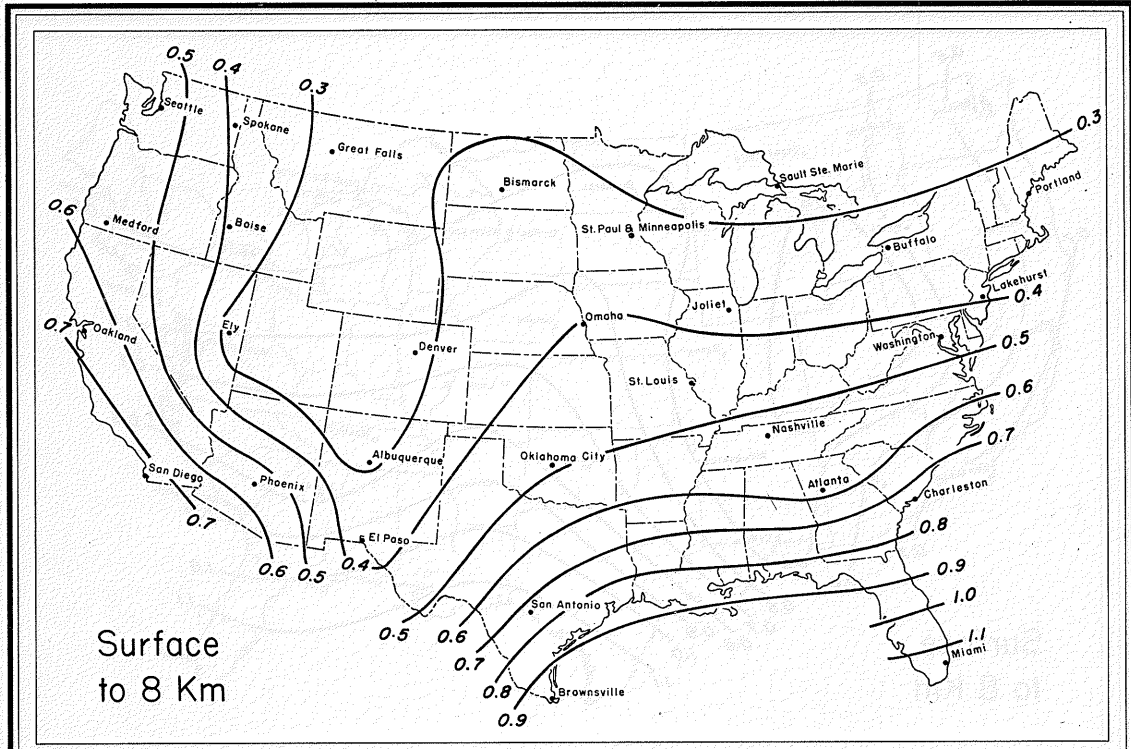 0.5
0.4
0.3
0.3
Seattle
Spokane
Great Falls
Bismarck
Sault Ste. Marie
Portland
0.6
Medford
Boise
St. Paul & Minneapolis
Buffalo
Lakehurst
0.4
0.7
Oakland
Ely
Denver
Omaha
Joliet
Washington
0.5
St. Louis
0.6
Nashville
0.7
San Diego
Phoenix
Albuquerque
Oklahoma City
Atlanta
Charleston
0.7
El Paso
0.8
0.6
0.5
0.4
0.9
San Antonio
1.0
0.5
0.6
1.1
Miami
0.7
Surface
to 8 Km
0.8
Brownsville
0.9